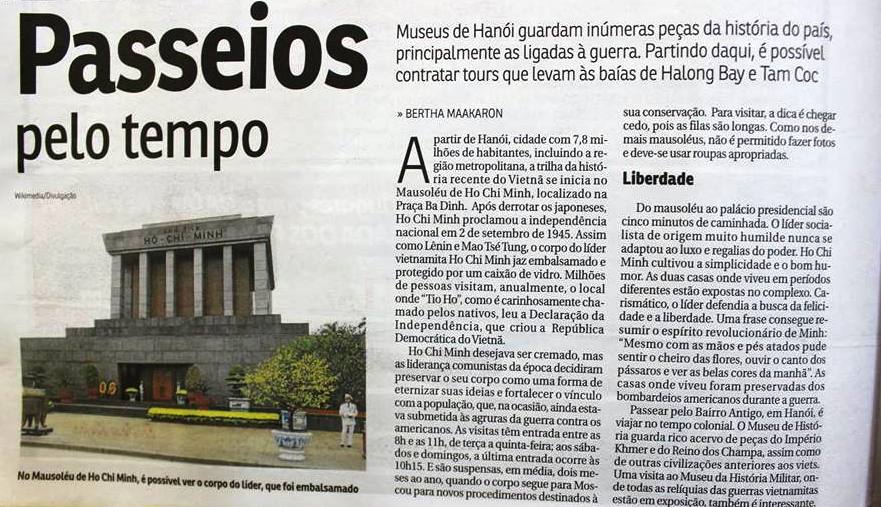 Passeios
pelo tempo
Museus de Hanói guardam inúmeras peças da história do país,
principalmente as ligadas à guerra. Partindo daqui, é possível
contratar tours que levam às baías de Halong Bay e Tam Coc
Wikimedia/Divulgação
HO-CHI-MINH
No Mausoléu de Ho Chi Minh, é possível ver o corpo do líder, que foi embalsamado
» BERTHA MAAKARON
A partir de Hanói, cidade com 7,8 mi-
lhões de habitantes, incluindo a re-
gião metropolitana, a trilha da histó-
ria recente do Vietnã se inicia no
Mausoléu de Ho Chi Minh, localizado na
Praça Ba Dinh. Após derrotar os japoneses,
Ho Chi Minh proclamou a independência
nacional em 2 de setembro de 1945. Assim
como Lênin e Mao Tsé Tung, o corpo do líder
vietnamita Ho Chi Minh jaz embalsamado e
protegido por um caixão de vidro. Milhões
de pessoas visitam, anualmente, o local
onde “Tio Ho”, como é carinhosamente cha-
mado pelos nativos, leu a Declaração da
Independência, que criou a República
Democrática do Vietnã.
Ho Chi Minh desejava ser cremado, mas
as liderança comunistas da época decidiram
preservar o seu corpo como uma forma de
eternizar suas ideias e fortalecer o vínculo
com a população, que, na ocasião, ainda esta-
va submetida às agruras da guerra contra os
americanos. As visitas têm entrada entre as
8h e as 11h, de terça a quinta-feira; aos sába-
dos e domingos, a última entrada ocorre às
10h15. E são suspensas, em média, dois me-
ses ao ano, quando o corpo segue para Mos-
cou para novos procedimentos destinados à
sua conservação. Para visitar, a dica é chegar
cedo, pois as filas são longas. Como nos de-
mais mausoléus, não é permitido fazer fotos
e deve-se usar roupas apropriadas.
Liberdade
Do mausoléu ao palácio presidencial são
cinco minutos de caminhada. O líder socia-
lista de origem muito humilde nunca se
adaptou ao luxo e regalias do poder. Ho Chi
Minh cultivou a simplicidade e o bom hu-
mor. As duas casas onde viveu em períodos
diferentes estão expostas no complexo. Ca-
rismático, o líder defendia a busca da felici-
dade e a liberdade. Uma frase consegue re-
sumir o espírito revolucionário de Minh:
“Mesmo com as mãos e pés atados pude
sentir o cheiro das flores, ouvir o canto dos
pássaros e ver as belas cores da manhã”. As
casas onde viveu foram preservadas dos
bombardeios americanos durante a guerra.
Passear pelo Bairro Antigo, em Hanói, é
viajar no tempo colonial. O Museu de His-
tória guarda rico acervo de peças do Império
Khmer e do Reino dos Champa, assim como
de outras civilizações anteriores aos viets.
Uma visita ao Museu da História Militar, on-
de todas as relíquias das guerras vietnamitas
estão em exposição, também é interessante.